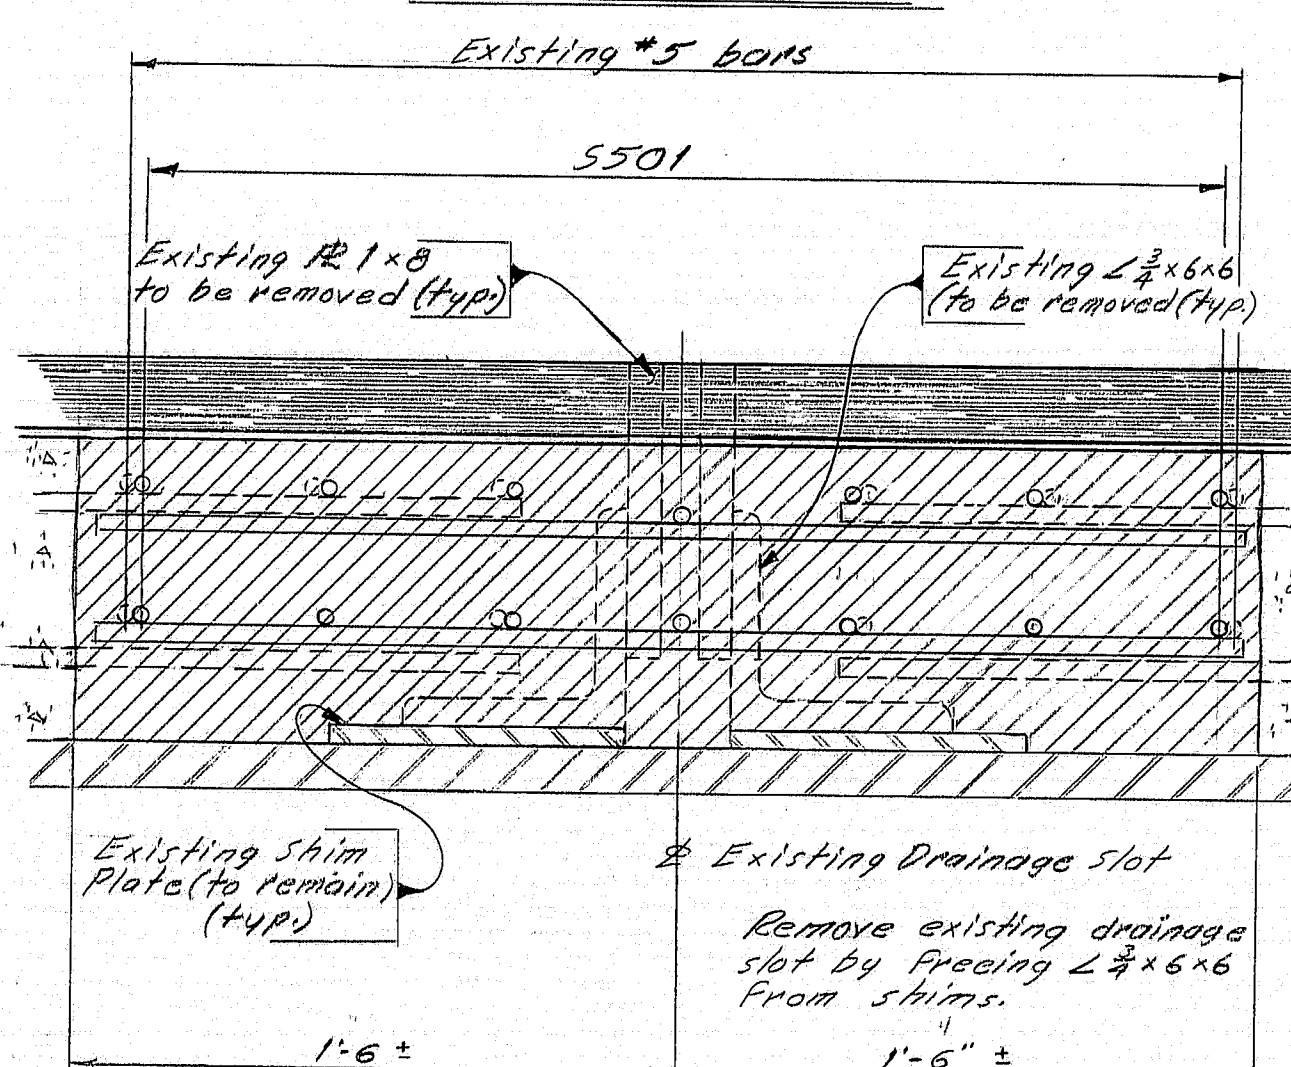 Existing #5 bars
S501
Existing ⅊ 1 x 8
to be removed (typ.)
Existing ∠ 3/4 x 6 x 6
(to be removed (typ.)
Existing Shim
Plate (to remain)
(typ.)
℄ Existing Drainage Slot
Remove existing drainage
slot by freeing ∠ 3/4 x 6 x 6
from shims.
1'-6 ±
1'-6" ±